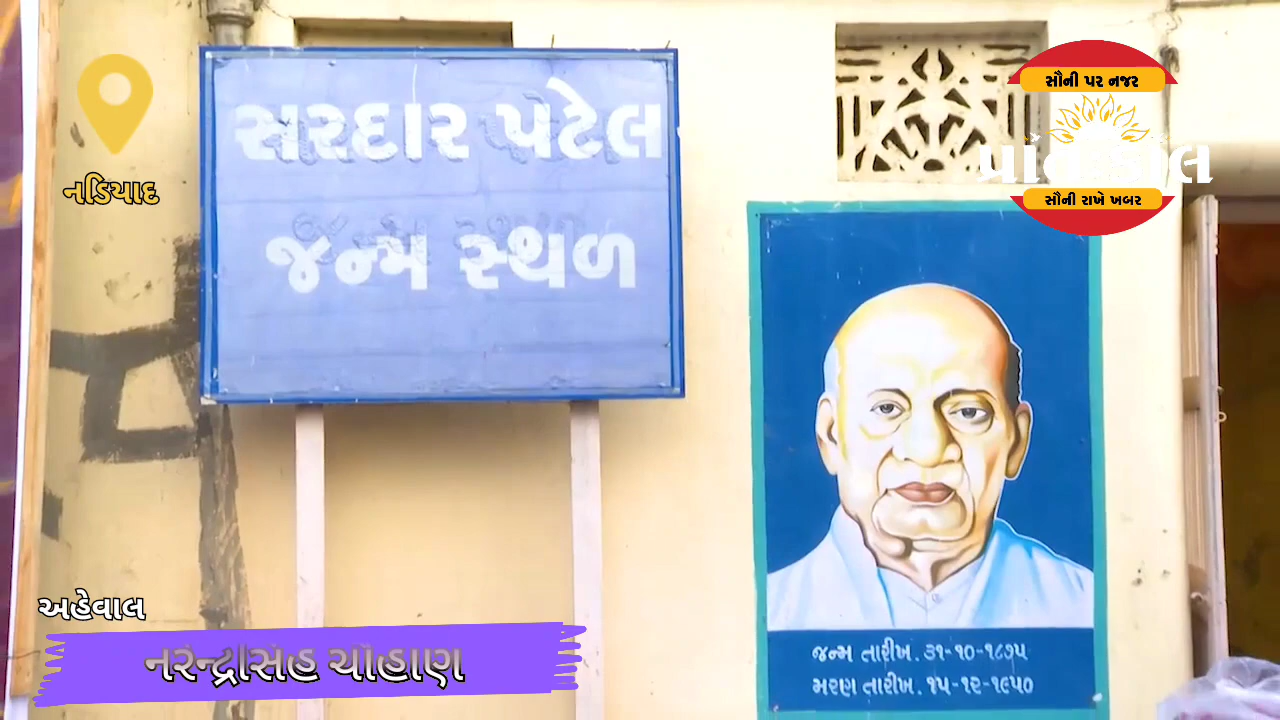 સરદાર પટેલ
જન્મ સ્થળ
નડિયાદ
સૌની પર નજર
પ્રાતઃકાલ
સૌની રાખે ખબર
જન્મ તારીખ. ૩૧-૧૦-૧૮૭૫
મરણ તારીખ. ૧૫-૧૨-૧૯૫૦
અહેવાલ
નરેન્દ્રસિંહ ચૌહાણ